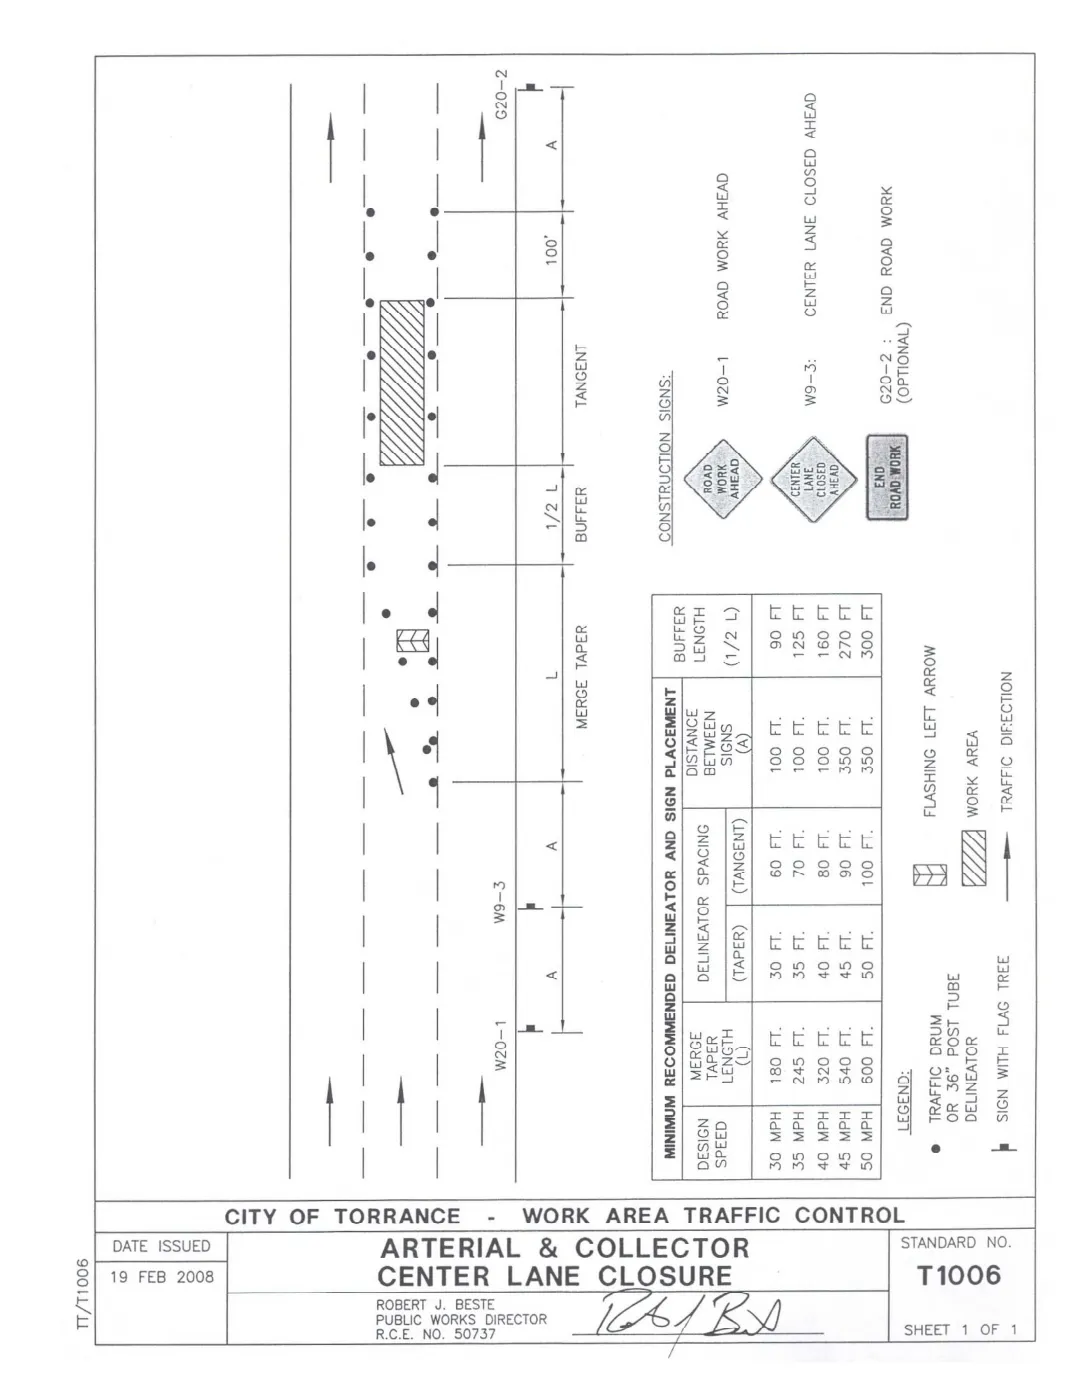 G20-2
A
100'
TANGENT
1/2 L
BUFFER
L
MERGE TAPER
A
W9-3
A
W20-1
CONSTRUCTION SIGNS:
ROAD
WORK
AHEAD
W20-1 ROAD WORK AHEAD
CENTER
LANE
CLOSED
AHEAD
W9-3: CENTER LANE CLOSED AHEAD
END
ROAD WORK
G20-2 : END ROAD WORK
(OPTIONAL)
MINIMUM RECOMMENDED DELINEATOR AND SIGN PLACEMENT
DESIGN
SPEED
MERGE
TAPER
LENGTH
(L)
DELINEATOR SPACING
(TAPER) (TANGENT)
DISTANCE
BETWEEN
SIGNS
(A)
BUFFER
LENGTH
(1/2 L)
30 MPH 180 FT. 30 FT. 60 FT. 100 FT. 90 FT
35 MPH 245 FT. 35 FT. 70 FT. 100 FT. 125 FT
40 MPH 320 FT. 40 FT. 80 FT. 100 FT. 160 FT
45 MPH 540 FT. 45 FT. 90 FT. 350 FT. 270 FT
50 MPH 600 FT. 50 FT. 100 FT. 350 FT. 300 FT
LEGEND:
TRAFFIC DRUM
OR 36" POST TUBE
DELINEATOR
SIGN WITH FLAG TREE
FLASHING LEFT ARROW
WORK AREA
TRAFFIC DIRECTION
CITY OF TORRANCE - WORK AREA TRAFFIC CONTROL
DATE ISSUED
19 FEB 2008
ARTERIAL & COLLECTOR
CENTER LANE CLOSURE
ROBERT J. BESTE
PUBLIC WORKS DIRECTOR
R.C.E. NO. 50737
STANDARD NO.
T1006
SHEET 1 OF 1
TT/T1006